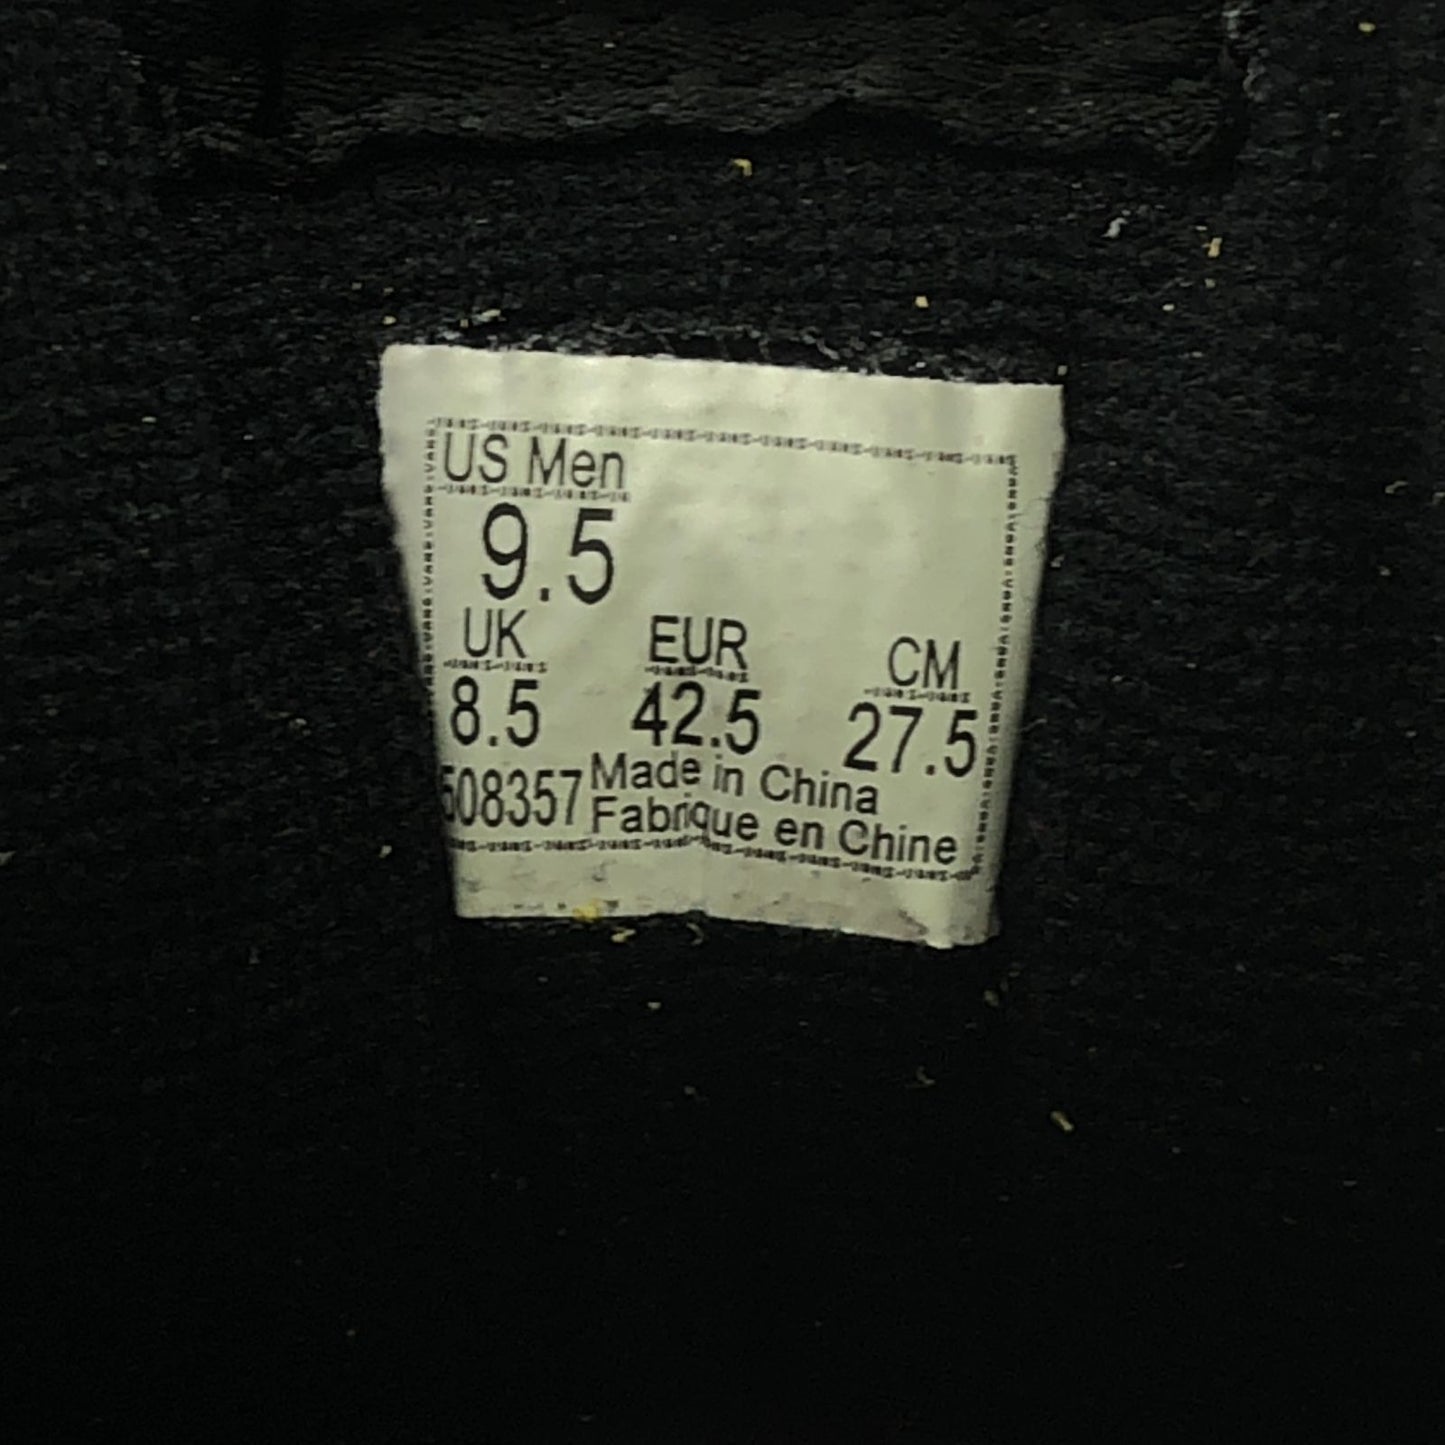 US Men
9.5
UK EUR CM
8.5 42.5 27.5
508357 Made in China
Fabrique en Chine